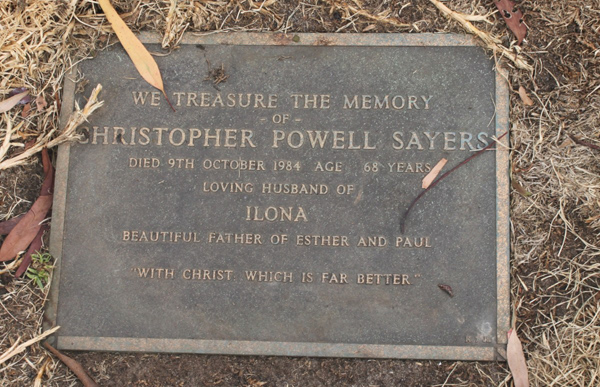 WE TREASURE THE MEMORY
- OF -
CHRISTOPHER POWELL SAYERS
DIED 9TH OCTOBER 1984 AGE 68 YEARS
LOVING HUSBAND OF
ILONA
BEAUTIFUL FATHER OF ESTHER AND PAUL
"WITH CHRIST WHICH IS FAR BETTER"